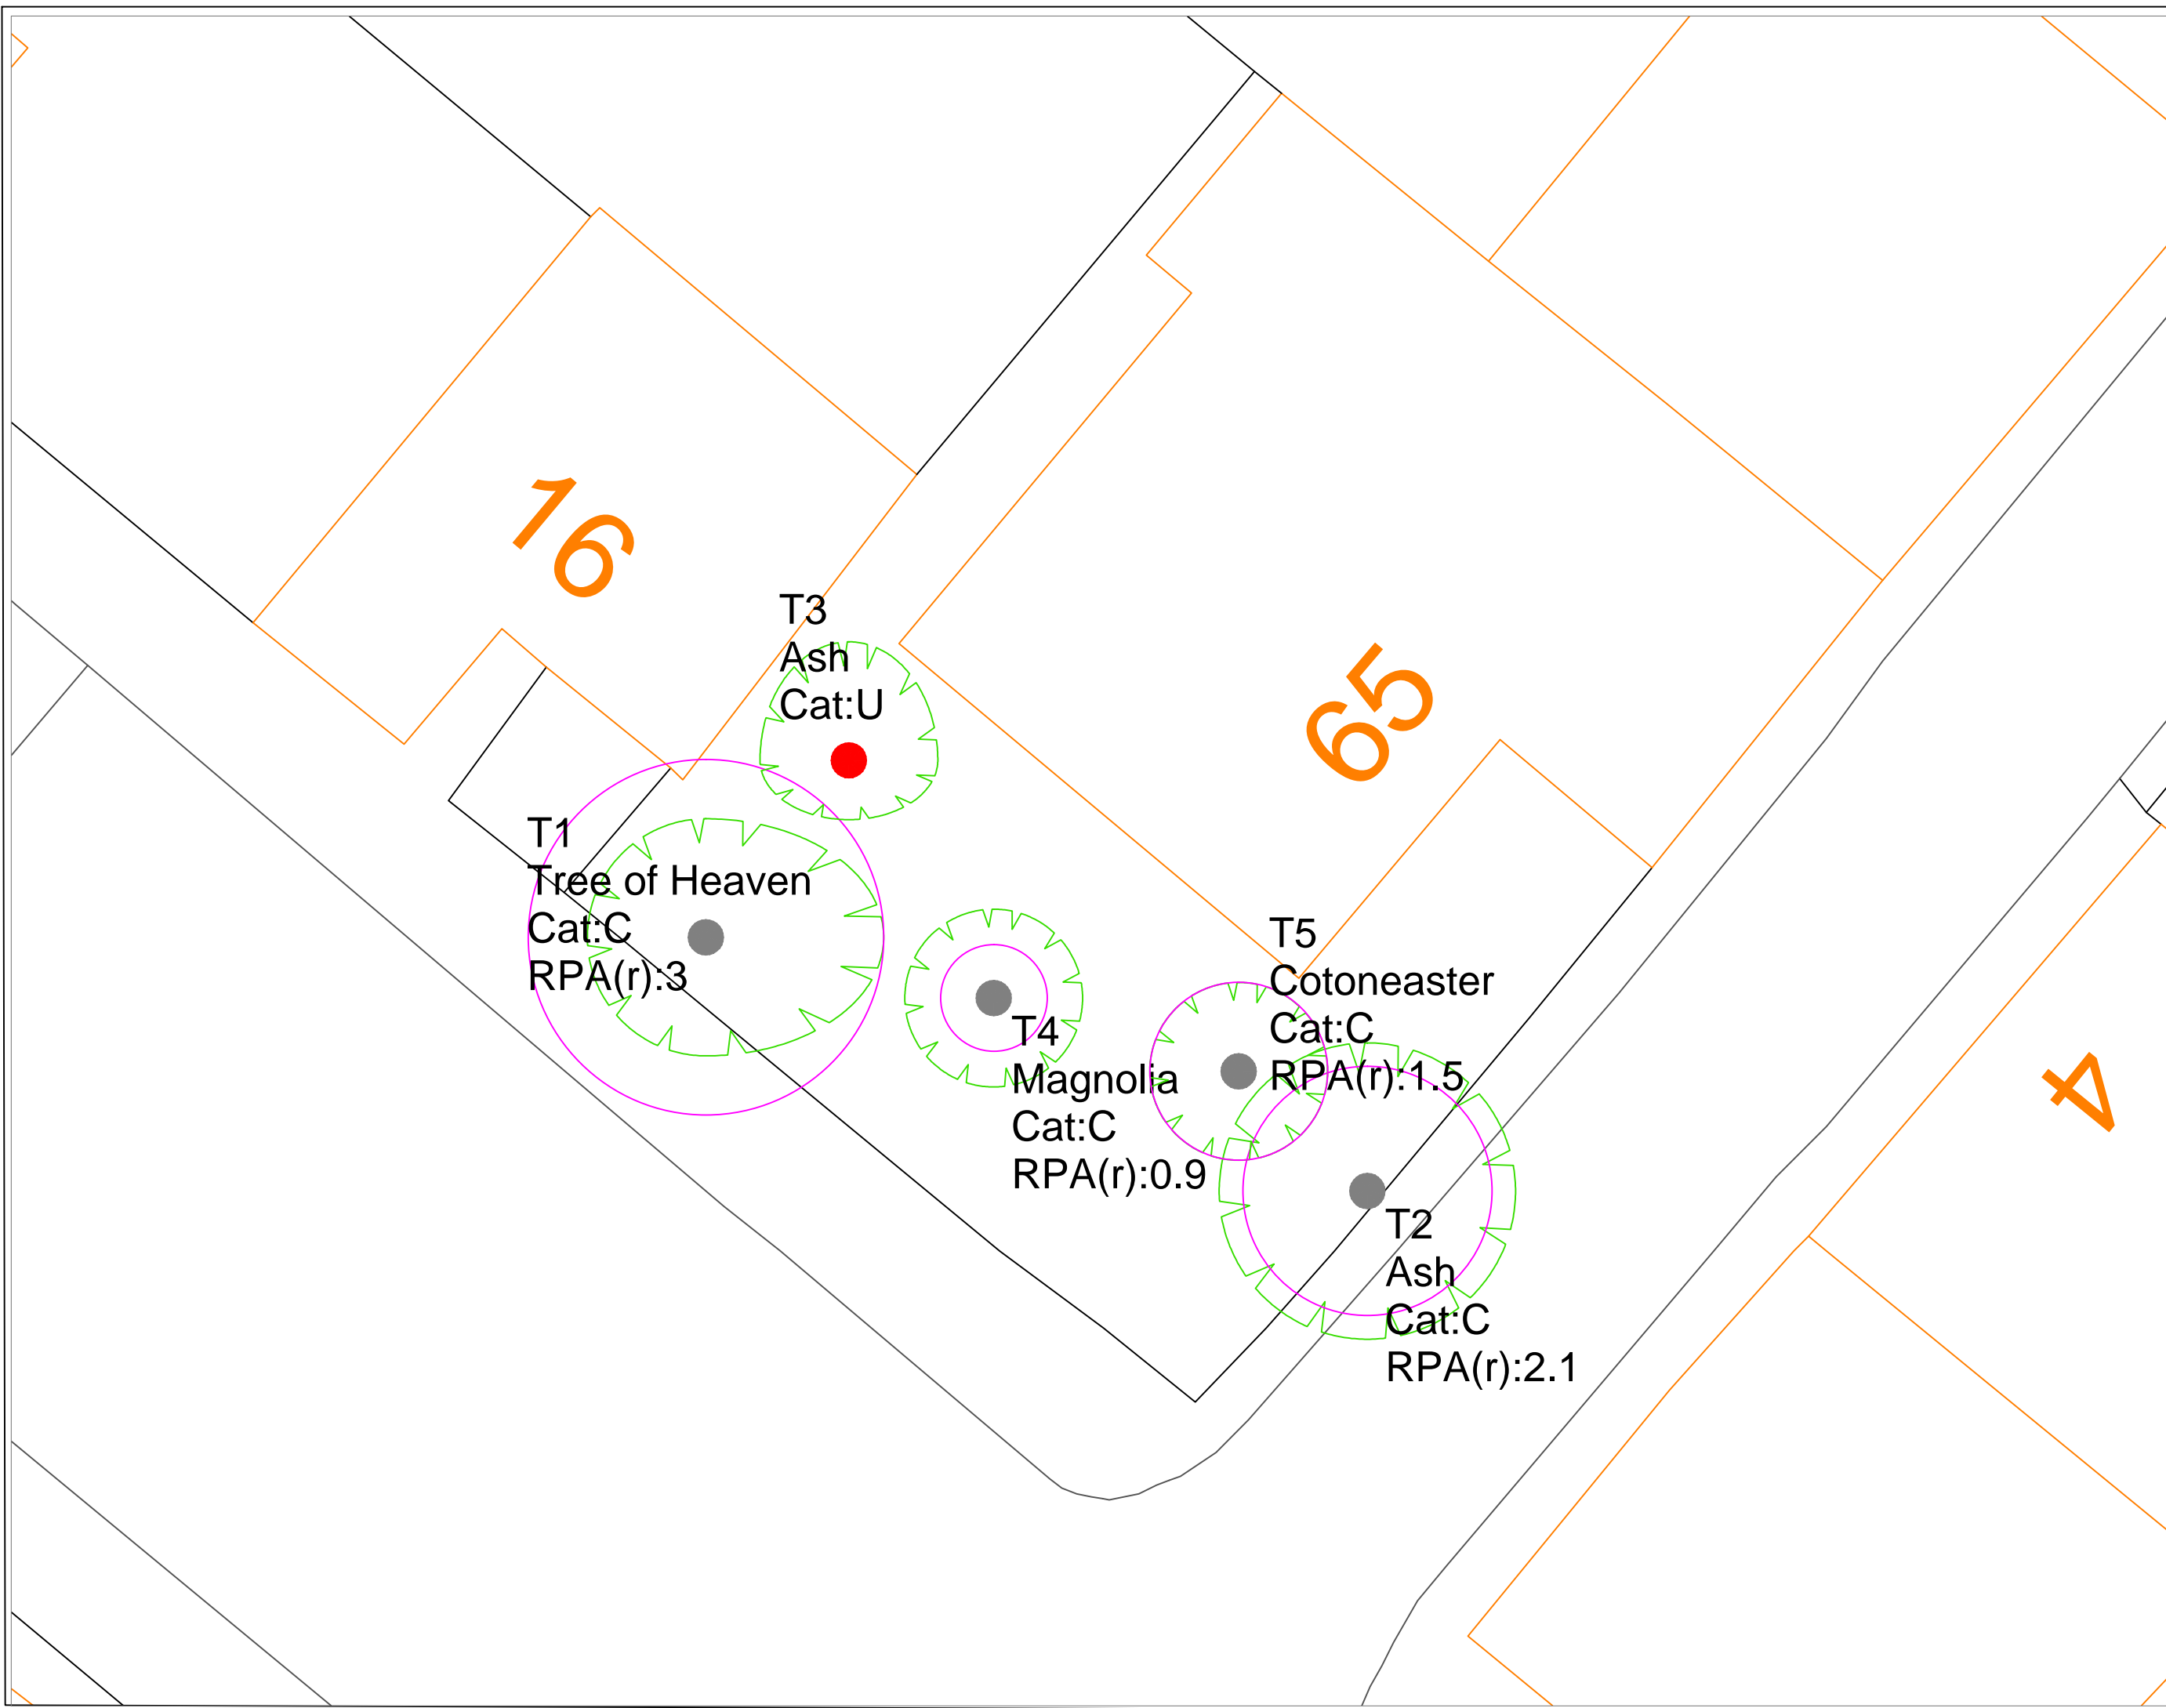 16
T3
Ash
Cat:U
65
T1
Tree of Heaven
Cat:C
RPA(r):3
T5
Cotoneaster
Cat:C
RPA(r):1.5
T4
Magnolia
Cat:C
RPA(r):0.9
4
T2
Ash
Cat:C
RPA(r):2.1